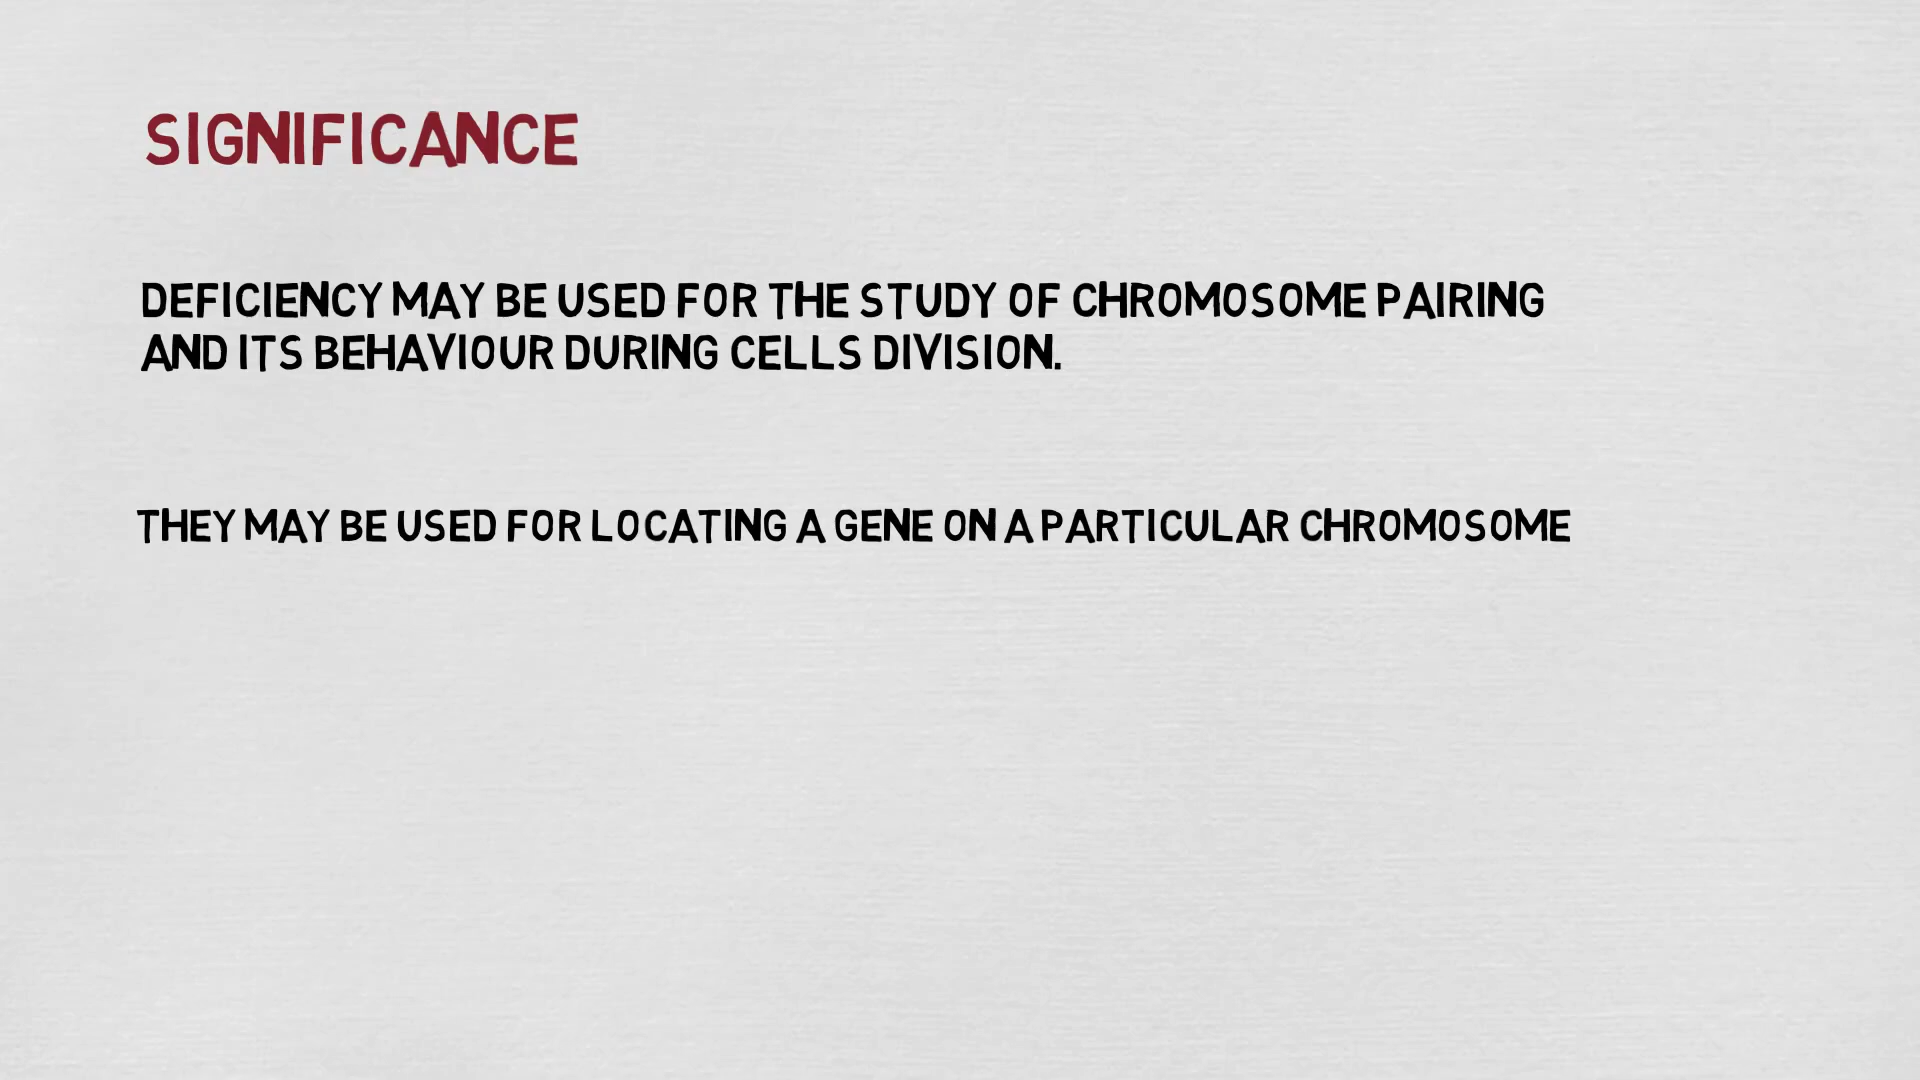 SIGNIFICANCE
DEFICIENCY MAY BE USED FOR THE STUDY OF CHROMOSOME PAIRING
AND ITS BEHAVIOUR DURING CELLS DIVISION.
THEY MAY BE USED FOR LOCATING A GENE ON A PARTICULAR CHROMOSOME